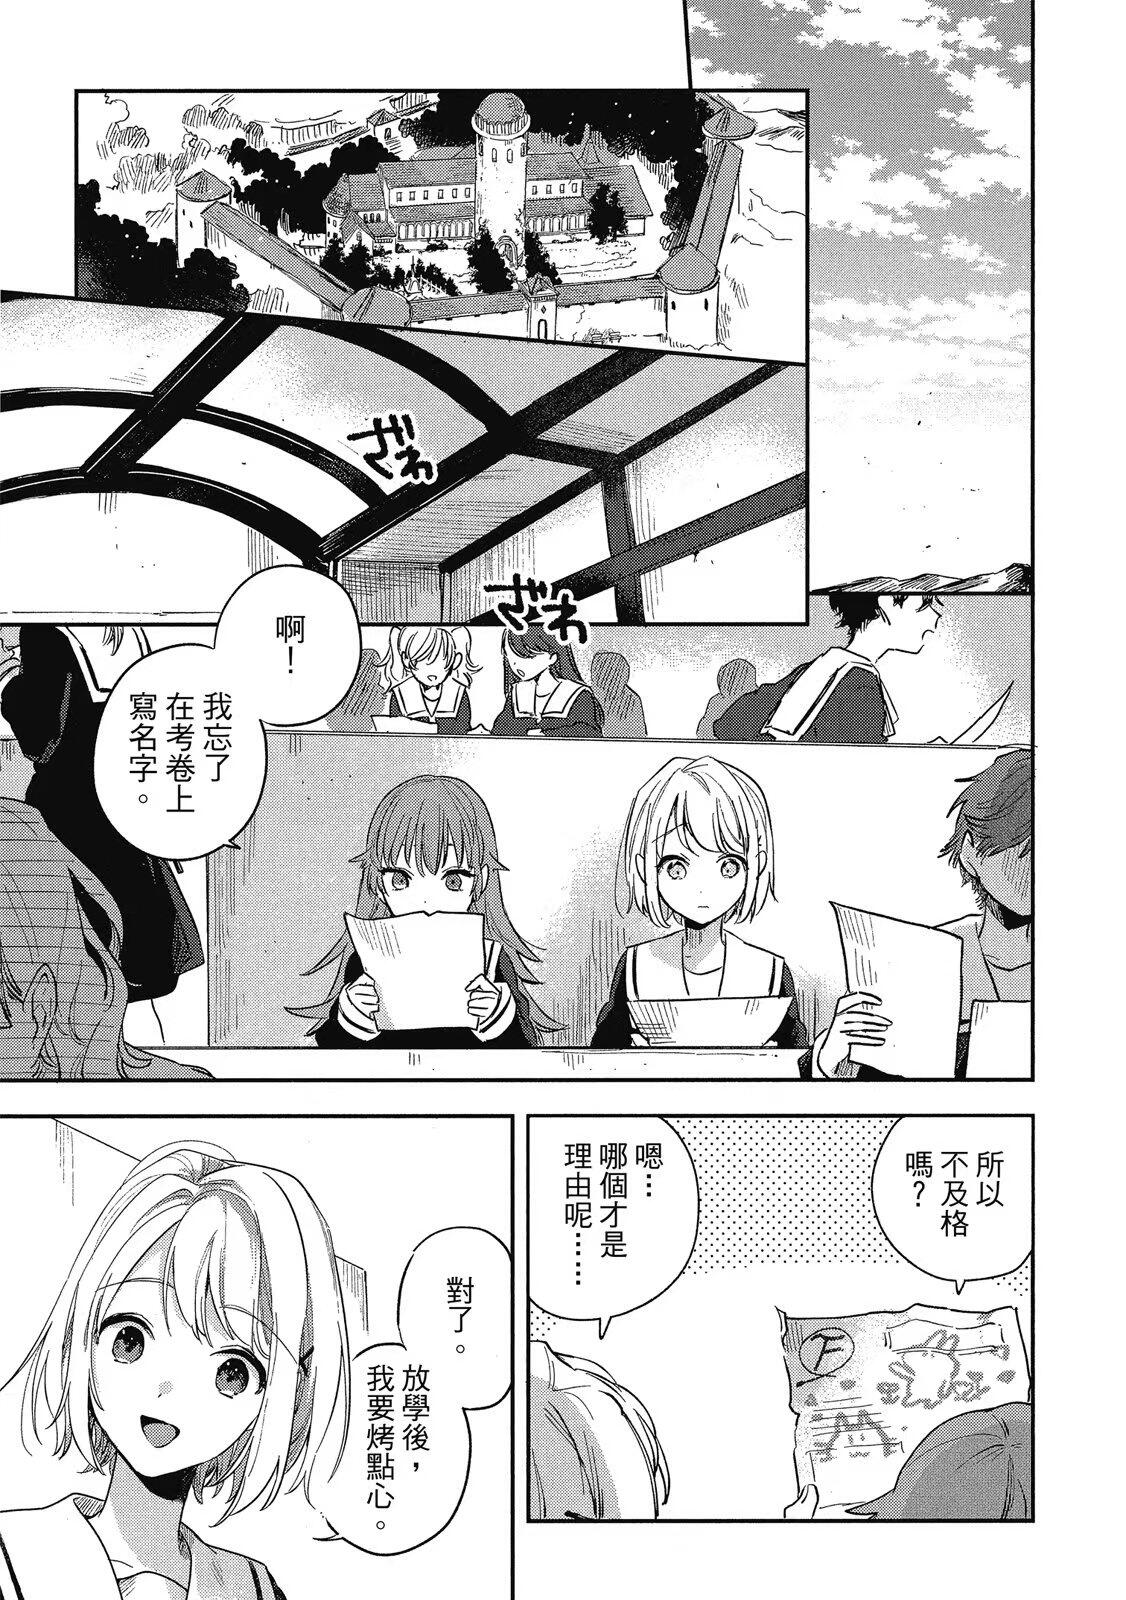 ざわ
ざわ
啊！
我忘了
在考卷上
寫名字。
所以
不及格
嗎？
嗯…
哪個才是
理由呢……
F
對了。
放學後，
我要烤點心。